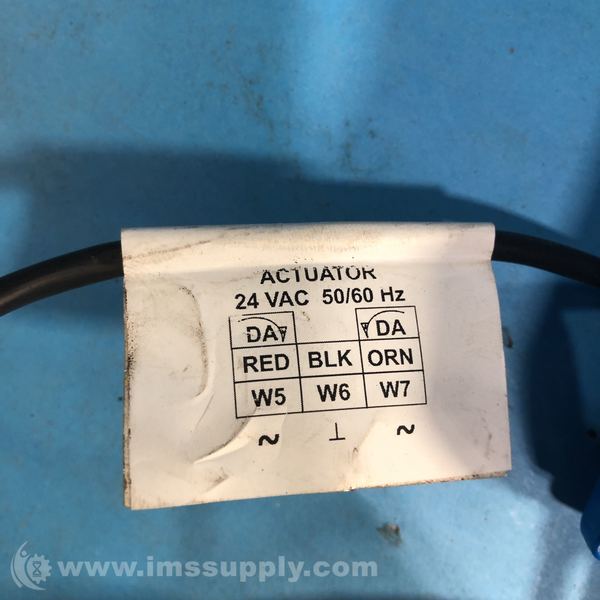 ACTUATOR
24 VAC 50/60 Hz
DA DA
RED BLK ORN
W5 W6 W7
~ ⊥ ~
www.imssupply.com